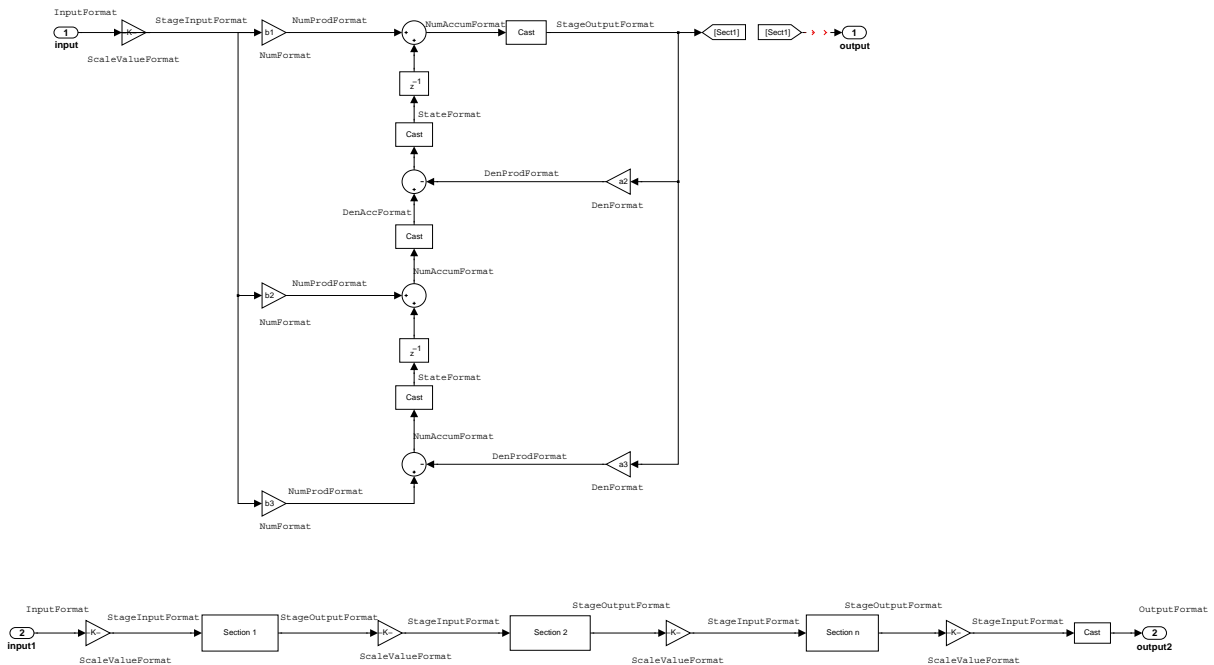 InputFormat
StageInputFormat
NumProdFormat
NumAccumFormat
StageOutputFormat
1
input
K−
b1
+
+
Cast
[Sect1]
[Sect1]
1
output
ScaleValueFormat
NumFormat
z−1
StateFormat
Cast
DenProdFormat
−
+
a2
DenFormat
DenAccFormat
Cast
NumAccumFormat
NumProdFormat
b2
+
+
NumFormat
z−1
StateFormat
Cast
NumAccumFormat
DenProdFormat
−
+
a3
DenFormat
NumProdFormat
b3
NumFormat
InputFormat
StageInputFormat
StageOutputFormat
StageInputFormat
StageOutputFormat
StageInputFormat
StageOutputFormat
StageInputFormat
OutputFormat
2
input1
−K−
Section 1
−K−
Section 2
−K−
Section n
−K−
Cast
2
output2
ScaleValueFormat
ScaleValueFormat
ScaleValueFormat
ScaleValueFormat